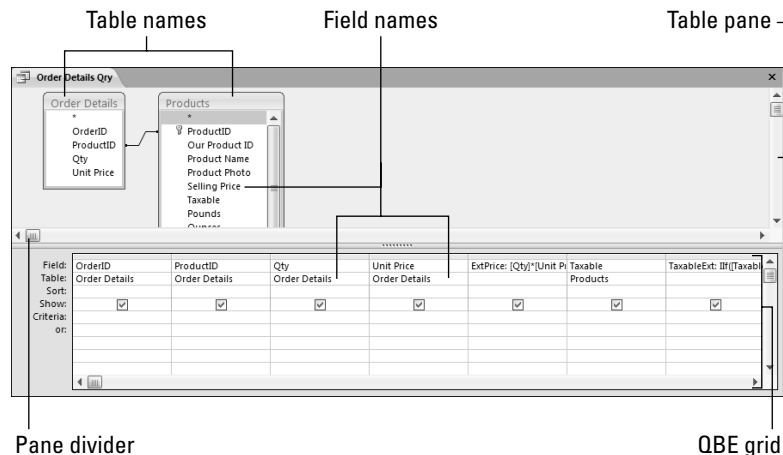 Table names Field names Table pane
Order Details Qry
Order Details Products
*
OrderID
ProductID
Qty
Unit Price
*
ProductID
Our Product ID
Product Name
Product Photo
Selling Price
Taxable
Pounds
Ounces
Field: OrderID ProductID Qty Unit Price ExtPrice: [Qty]*[Unit Pr Taxable TaxableExt: IIf([Taxabl
Table: Order Details Order Details Order Details Order Details Products
Sort:
Show:
Criteria:
or:
Pane divider QBE grid